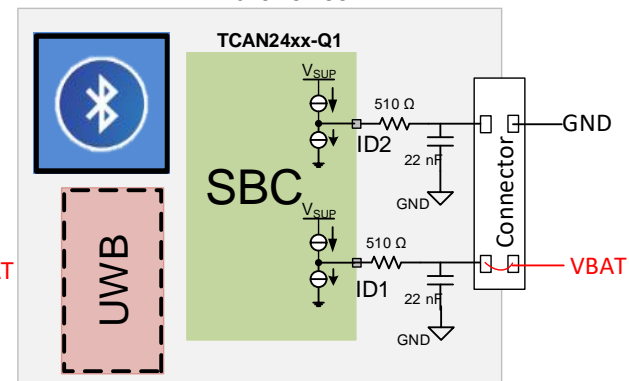 TCAN24xx-Q1
VSUP
510 Ω
ID2
22 nF
GND
GND
SBC
Connector
VSUP
510 Ω
ID1
22 nF
GND
VBAT
UWB